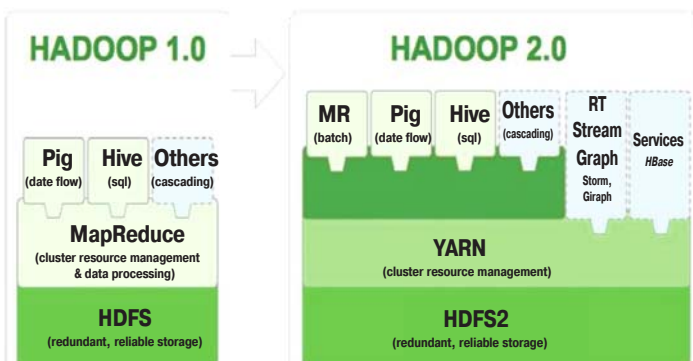 HADOOP 1.0
Pig
(date flow)
Hive
(sql)
Others
(cascading)
MapReduce
(cluster resource management
& data processing)
HDFS
(redundant, reliable storage)
HADOOP 2.0
MR
(batch)
Pig
(date flow)
Hive
(sql)
Others
(cascading)
RT
Stream
Graph
Storm,
Giraph
Services
HBase
YARN
(cluster resource management)
HDFS2
(redundant, reliable storage)